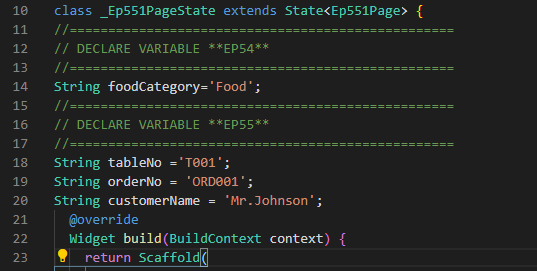 10 class _Ep551PageState extends State<Ep551Page> {
11 //================================================
12 // DECLARE VARIABLE **EP54**
13 //================================================
14 String foodCategory='Food';
15 //================================================
16 // DECLARE VARIABLE **EP55**
17 //================================================
18 String tableNo ='T001';
19 String orderNo = 'ORD001';
20 String customerName = 'Mr.Johnson';
21 @override
22 Widget build(BuildContext context) {
23 return Scaffold(